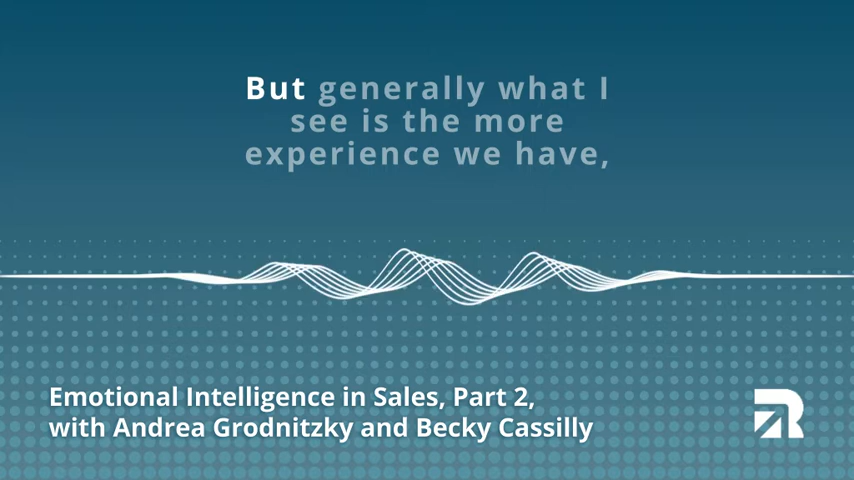 But generally what I
see is the more
experience we have,
Emotional Intelligence in Sales, Part 2,
with Andrea Grodnitzky and Becky Cassilly